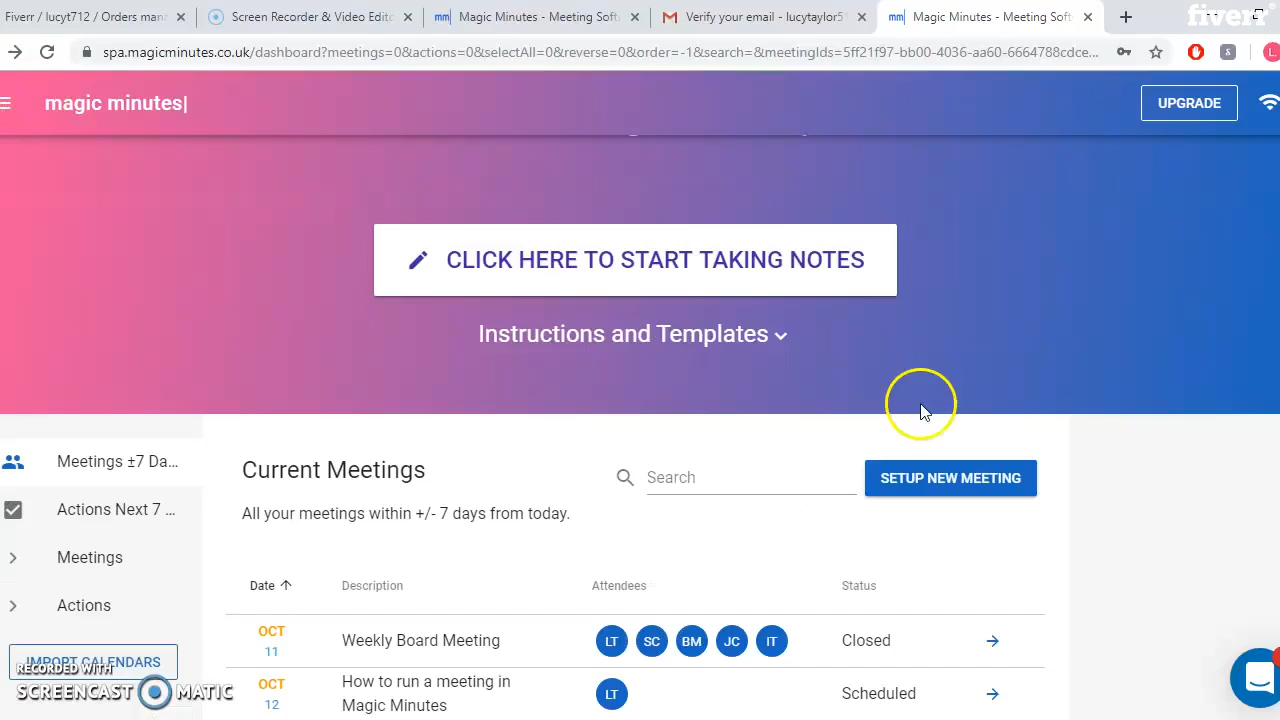 Fiverr / lucyt712 / Orders mana
Screen Recorder & Video Edito
mm| Magic Minutes - Meeting Soft
Verify your email - lucytaylor51
mm| Magic Minutes - Meeting Soft
fiverr
spa.magicminutes.co.uk/dashboard?meetings=0&actions=0&selectAll=0&reverse=0&order=-1&search=&meetingIds=5ff21f97-bb00-4036-aa60-6664788cdce...
magic minutes|
UPGRADE
CLICK HERE TO START TAKING NOTES
Instructions and Templates
Meetings ±7 Da...
Actions Next 7 ...
Meetings
Actions
IMPORT CALENDARS
Current Meetings
Search
SETUP NEW MEETING
All your meetings within +/- 7 days from today.
Date Description Attendees Status
OCT
11
Weekly Board Meeting
LT SC BM JC IT
Closed
OCT
12
How to run a meeting in
Magic Minutes
LT
Scheduled
RECORDED WITH
SCREENCAST MATIC